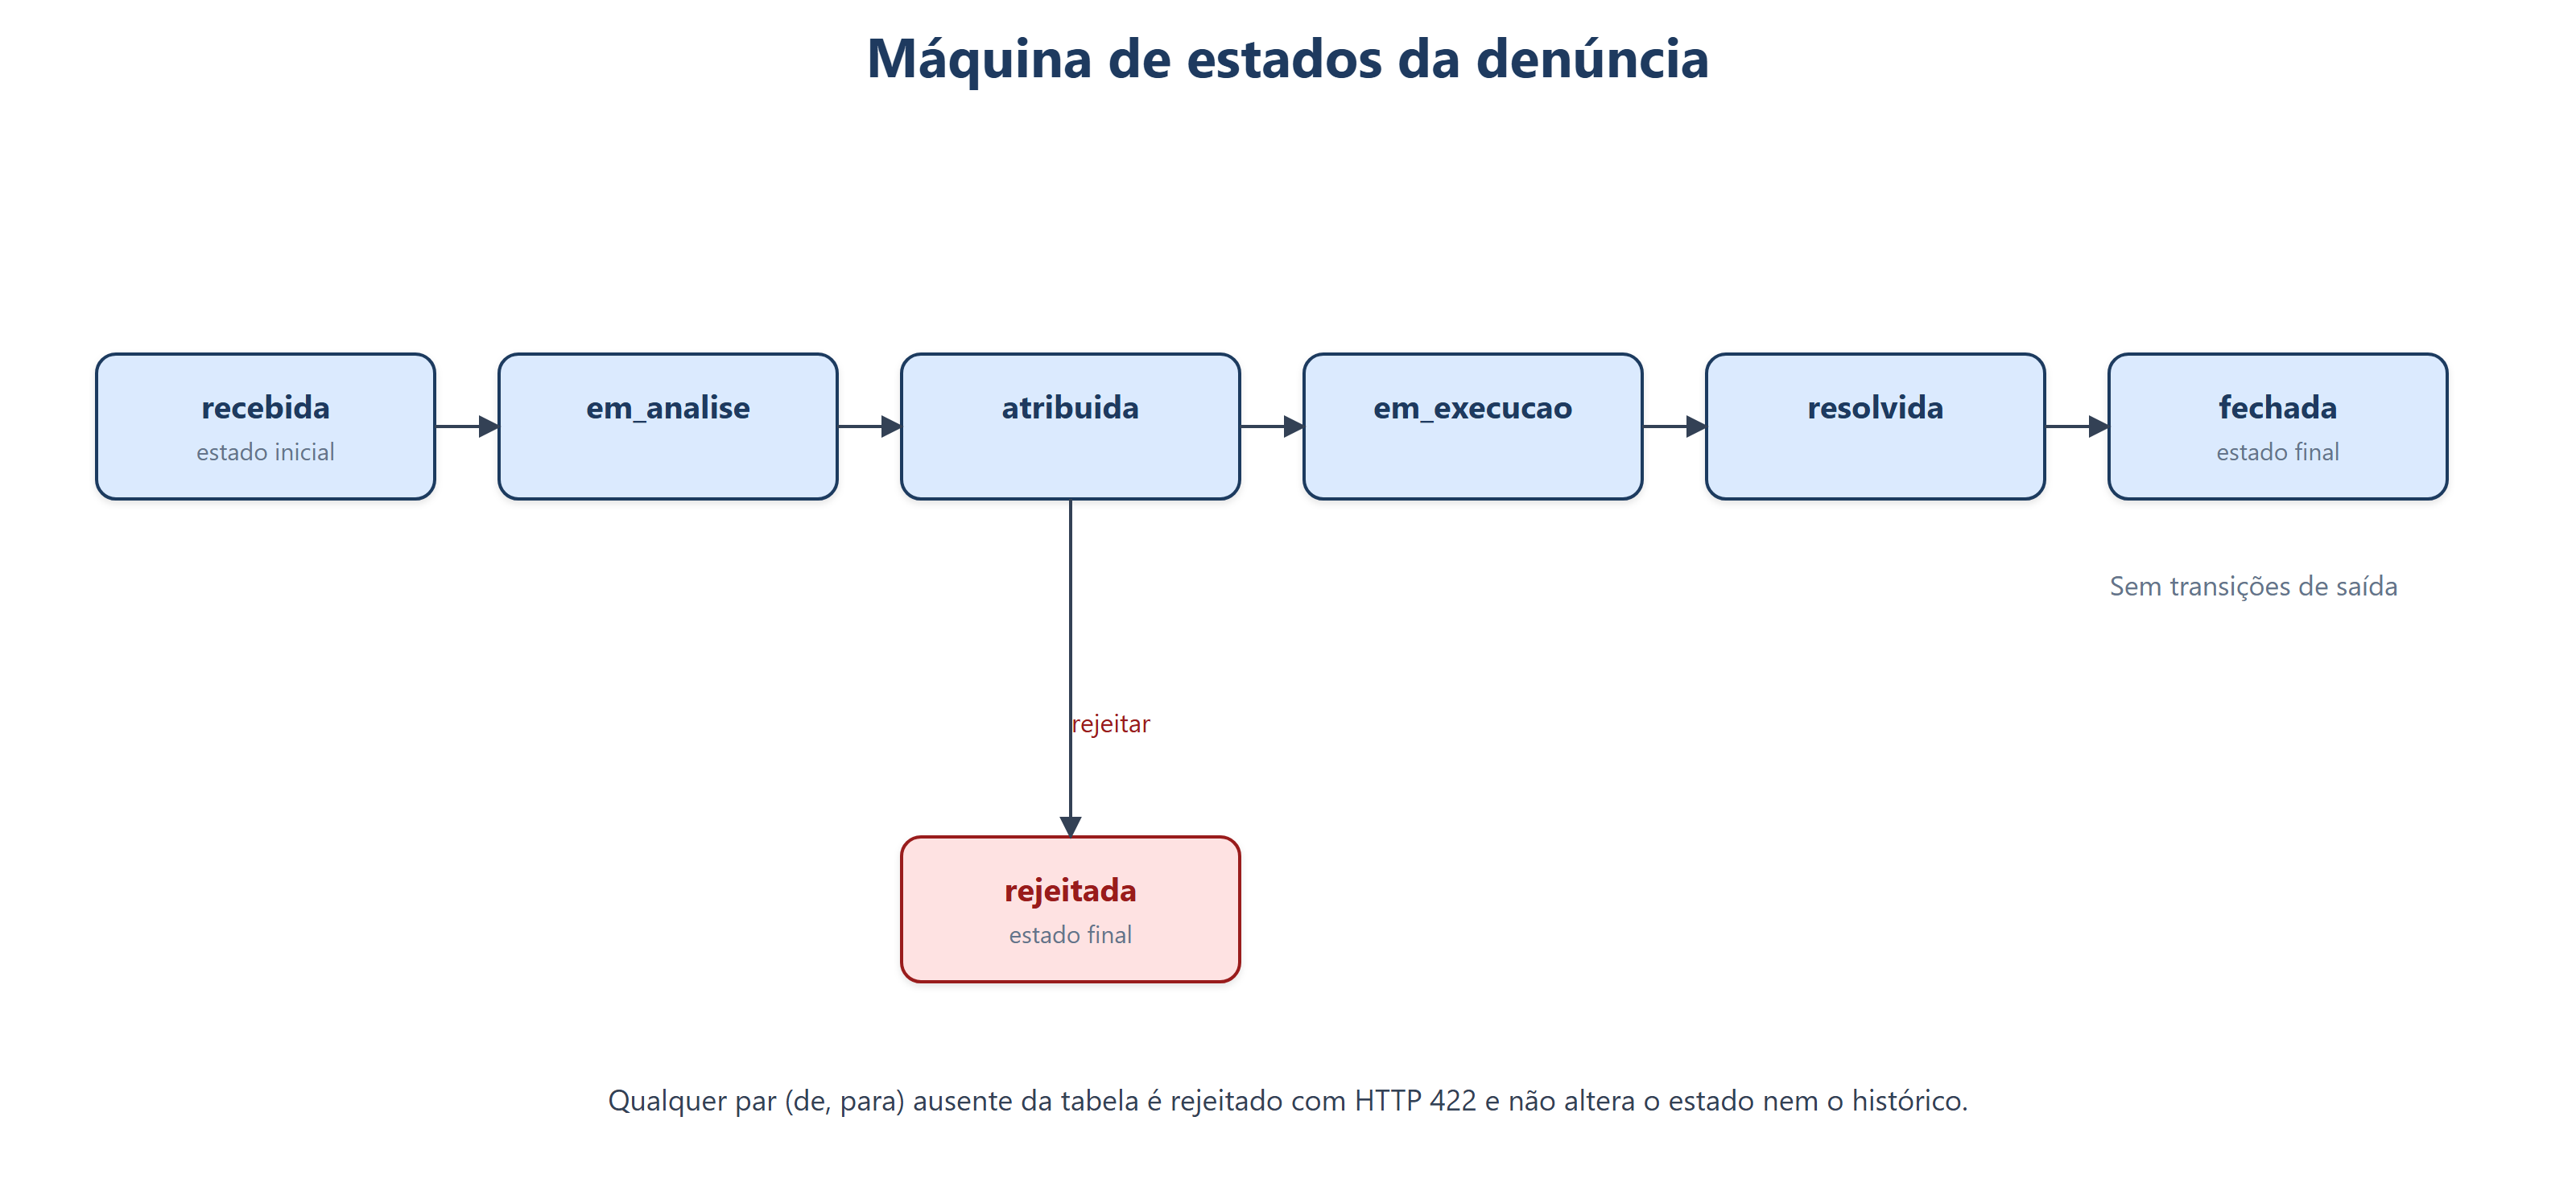 Máquina de estados da denúncia
recebida
estado inicial
em_analise
atribuida
em_execucao
resolvida
fechada
estado final
Sem transições de saída
rejeitar
rejeitada
estado final
Qualquer par (de, para) ausente da tabela é rejeitado com HTTP 422 e não altera o estado nem o histórico.